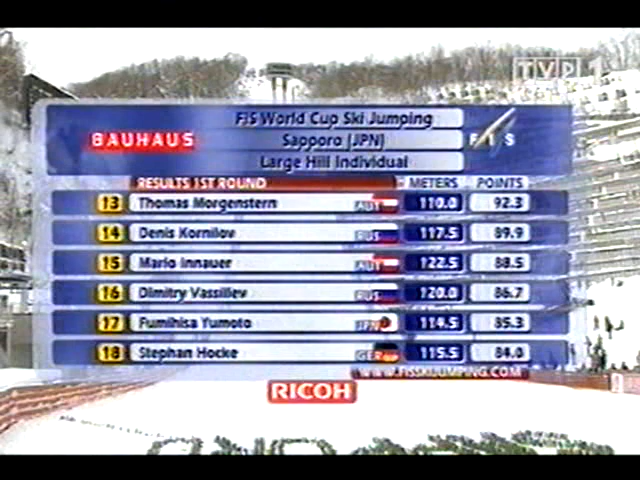 TVP 1
FIS World Cup Ski Jumping
BAUHAUS Sapporo (JPN) F I S
Large Hill Individual
RESULTS 1ST ROUND METERS POINTS
13 Thomas Morgenstern AUT 110.0 92.3
14 Denis Kornilov RUS 117.5 89.9
15 Mario Innauer AUT 122.5 88.5
16 Dimitry Vassiliev RUS 120.0 86.7
17 Fumihisa Yumoto JPN 114.5 85.3
18 Stephan Hocke GER 115.5 84.0
WWW.FISSKIJUMPING.COM
RICOH